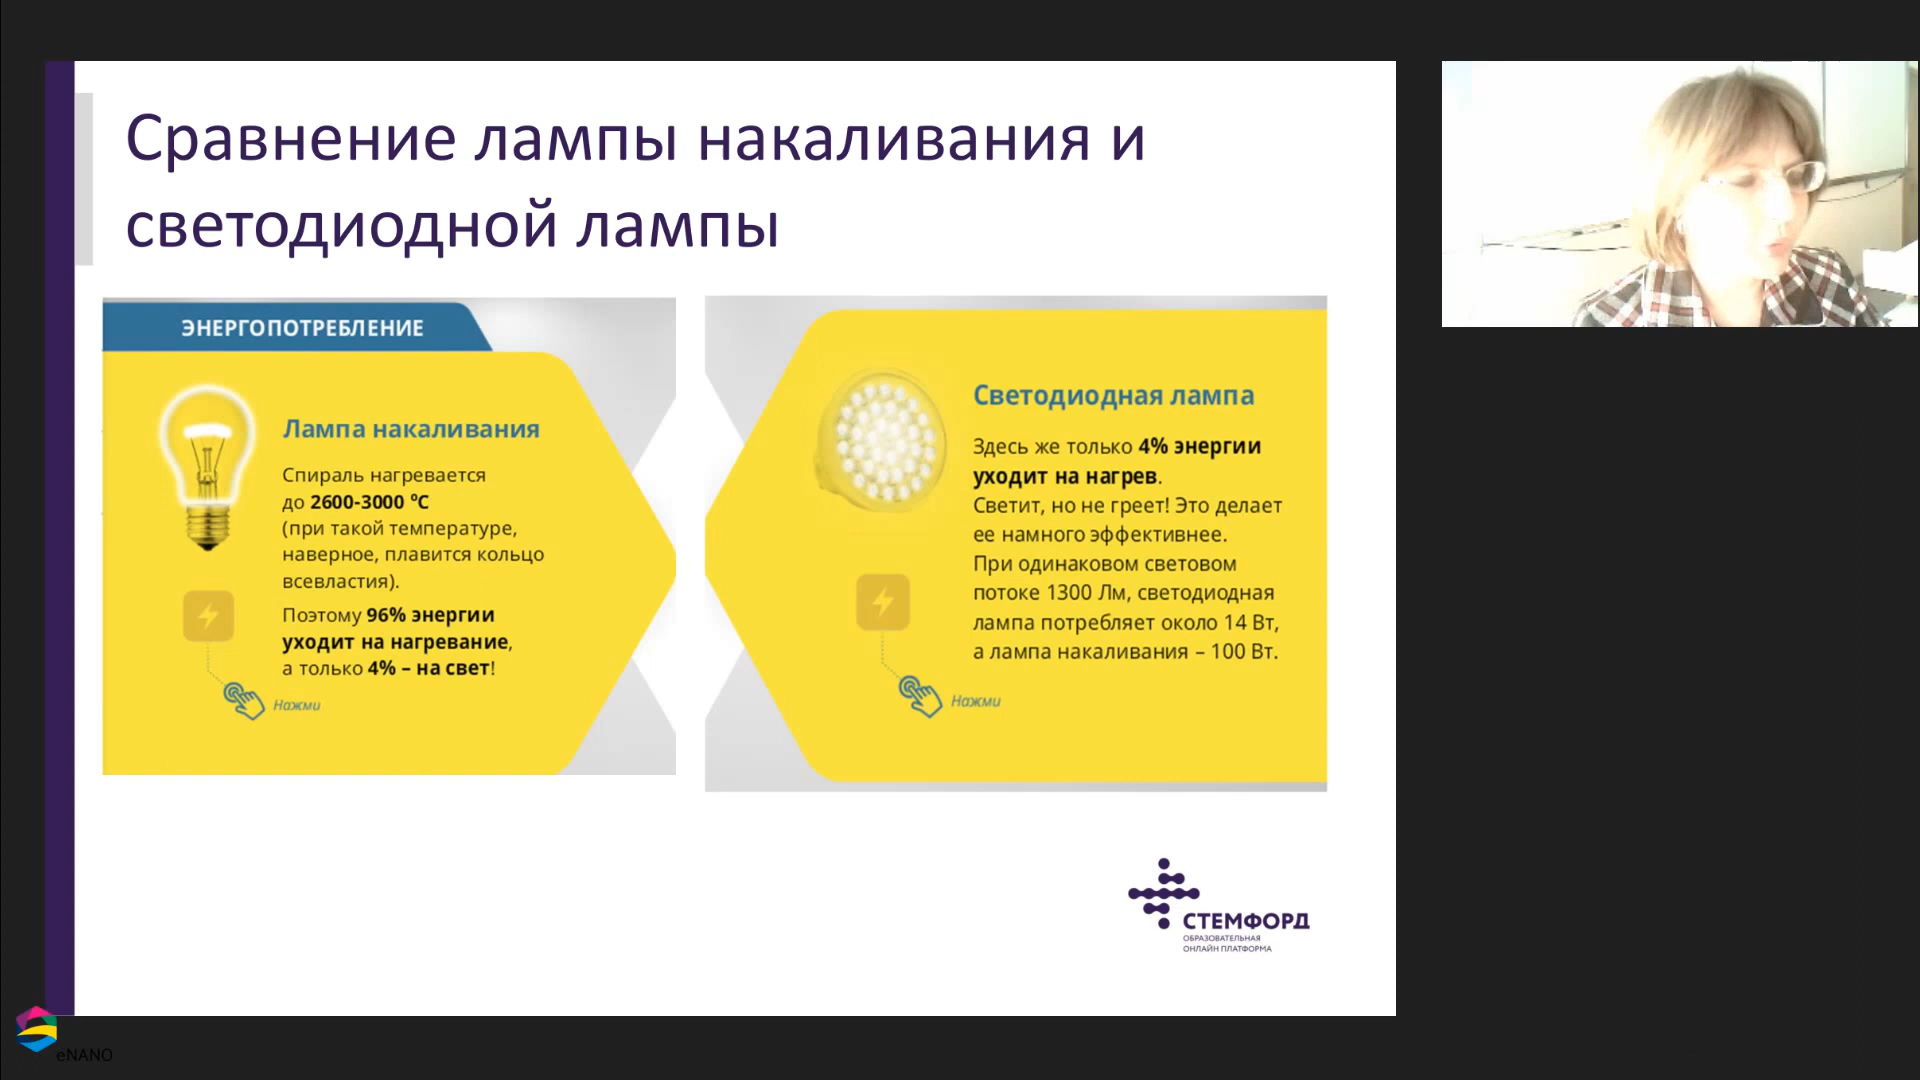 Сравнение лампы накаливания и
светодиодной лампы
ЭНЕРГОПОТРЕБЛЕНИЕ
Лампа накаливания
Спираль нагревается
до 2600-3000 ºС
(при такой температуре,
наверное, плавится кольцо
всевластия).
Поэтому 96% энергии
уходит на нагревание,
а только 4% – на свет!
Нажми
Светодиодная лампа
Здесь же только 4% энергии
уходит на нагрев.
Светит, но не греет! Это делает
ее намного эффективнее.
При одинаковом световом
потоке 1300 Лм, светодиодная
лампа потребляет около 14 Вт,
а лампа накаливания – 100 Вт.
Нажми
СТЕМФОРД
ОБРАЗОВАТЕЛЬНАЯ
ОНЛАЙН ПЛАТФОРМА
eNANO